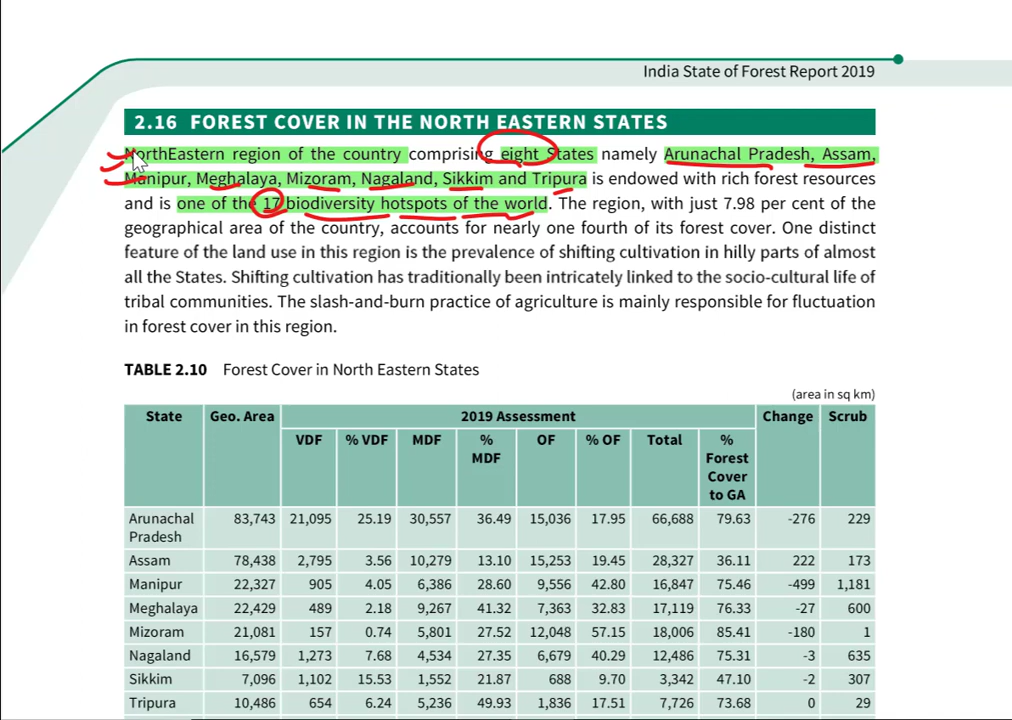 India State of Forest Report 2019
2.16 FOREST COVER IN THE NORTH EASTERN STATES
NorthEastern region of the country comprising eight States namely Arunachal Pradesh, Assam,
Manipur, Meghalaya, Mizoram, Nagaland, Sikkim and Tripura is endowed with rich forest resources
and is one of the 17 biodiversity hotspots of the world. The region, with just 7.98 per cent of the
geographical area of the country, accounts for nearly one fourth of its forest cover. One distinct
feature of the land use in this region is the prevalence of shifting cultivation in hilly parts of almost
all the States. Shifting cultivation has traditionally been intricately linked to the socio-cultural life of
tribal communities. The slash-and-burn practice of agriculture is mainly responsible for fluctuation
in forest cover in this region.
TABLE 2.10 Forest Cover in North Eastern States
(area in sq km)
State Geo. Area 2019 Assessment Change Scrub
VDF % VDF MDF % MDF OF % OF Total % Forest Cover to GA
Arunachal Pradesh 83,743 21,095 25.19 30,557 36.49 15,036 17.95 66,688 79.63 -276 229
Assam 78,438 2,795 3.56 10,279 13.10 15,253 19.45 28,327 36.11 222 173
Manipur 22,327 905 4.05 6,386 28.60 9,556 42.80 16,847 75.46 -499 1,181
Meghalaya 22,429 489 2.18 9,267 41.32 7,363 32.83 17,119 76.33 -27 600
Mizoram 21,081 157 0.74 5,801 27.52 12,048 57.15 18,006 85.41 -180 1
Nagaland 16,579 1,273 7.68 4,534 27.35 6,679 40.29 12,486 75.31 -3 635
Sikkim 7,096 1,102 15.53 1,552 21.87 688 9.70 3,342 47.10 -2 307
Tripura 10,486 654 6.24 5,236 49.93 1,836 17.51 7,726 73.68 0 29